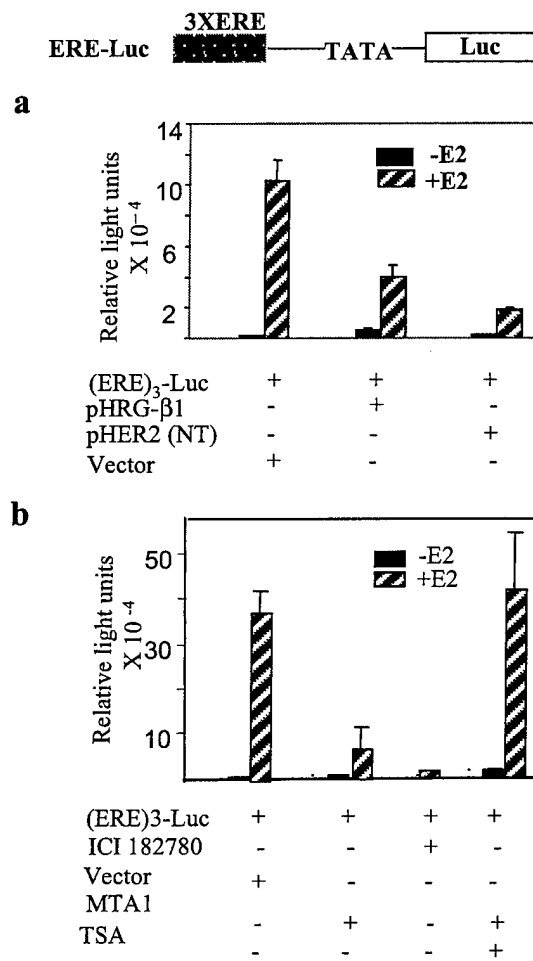 3XERE
ERE-Luc TATA Luc
a
Relative light units
X 10⁻⁴
14
10
6
2
-E2
+E2
(ERE)₃-Luc + + +
pHRG-β1 - + -
pHER2 (NT) - - +
Vector + - -
b
Relative light units
X 10⁻⁴
50
30
10
-E2
+E2
(ERE)3-Luc + + + +
ICI 182780 - - + -
Vector + - - -
MTA1 - + - +
TSA - - - +